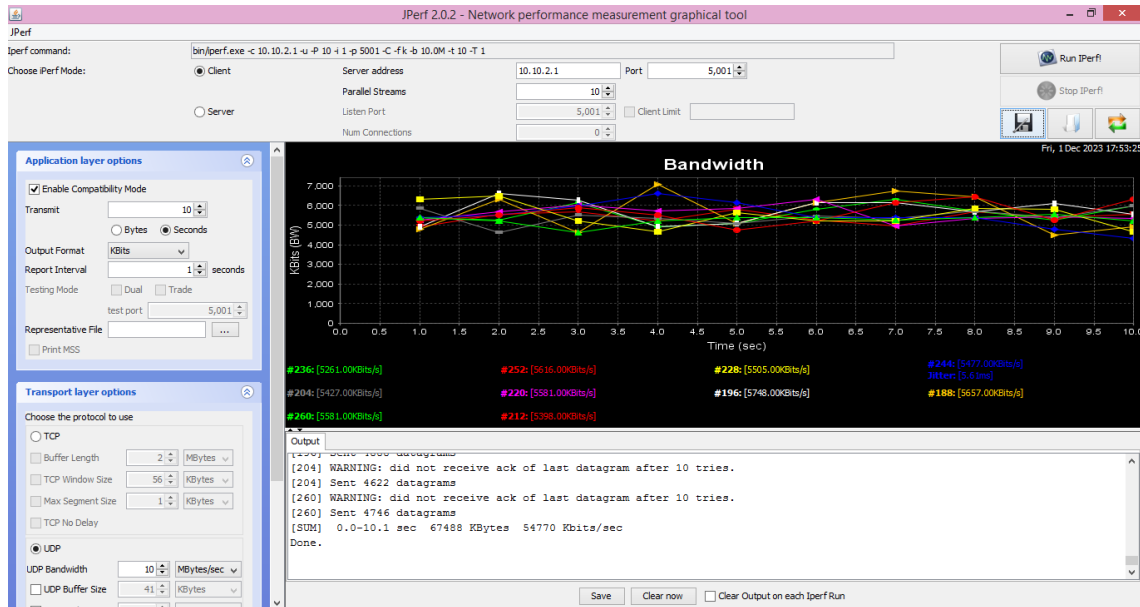 JPerf 2.0.2 - Network performance measurement graphical tool
JPerf
Iperf command:
bin/iperf.exe -c 10.10.2.1 -u -P 10 -i 1 -p 5001 -C -f k -b 10.0M -t 10 -T 1
Choose iPerf Mode:
Client
Server address
10.10.2.1
Port
5,001
Parallel Streams
10
Server
Listen Port
5,001
Client Limit
Num Connections
0
Run IPerf!
Stop IPerf!
Application layer options
Enable Compatibility Mode
Transmit
10
Bytes
Seconds
Output Format
KBits
Report Interval
1
seconds
Testing Mode
Dual
Trade
test port
5,001
Representative File
...
Print MSS
Transport layer options
Choose the protocol to use
TCP
Buffer Length
2
MBytes
TCP Window Size
56
KBytes
Max Segment Size
1
KBytes
TCP No Delay
UDP
UDP Bandwidth
10
MBytes/sec
UDP Buffer Size
41
KBytes
Fri, 1 Dec 2023 17:53:25
Bandwidth
KBits (BW)
7,000
6,000
5,000
4,000
3,000
2,000
1,000
0
0.0 0.5 1.0 1.5 2.0 2.5 3.0 3.5 4.0 4.5 5.0 5.5 6.0 6.5 7.0 7.5 8.0 8.5 9.0 9.5 10.0
Time (sec)
#236: [5261.00KBits/s]
#252: [5616.00KBits/s]
#228: [5505.00KBits/s]
#244: [5477.00KBits/s]
#204: [5427.00KBits/s]
#220: [5581.00KBits/s]
#196: [5748.00KBits/s]
#188: [5657.00KBits/s]
#260: [5581.00KBits/s]
#212: [5398.00KBits/s]
Output
[204] WARNING: did not receive ack of last datagram after 10 tries.
[204] Sent 4622 datagrams
[260] WARNING: did not receive ack of last datagram after 10 tries.
[260] Sent 4746 datagrams
[SUM] 0.0-10.1 sec 67488 KBytes 54770 Kbits/sec
Done.
Save
Clear now
Clear Output on each Iperf Run